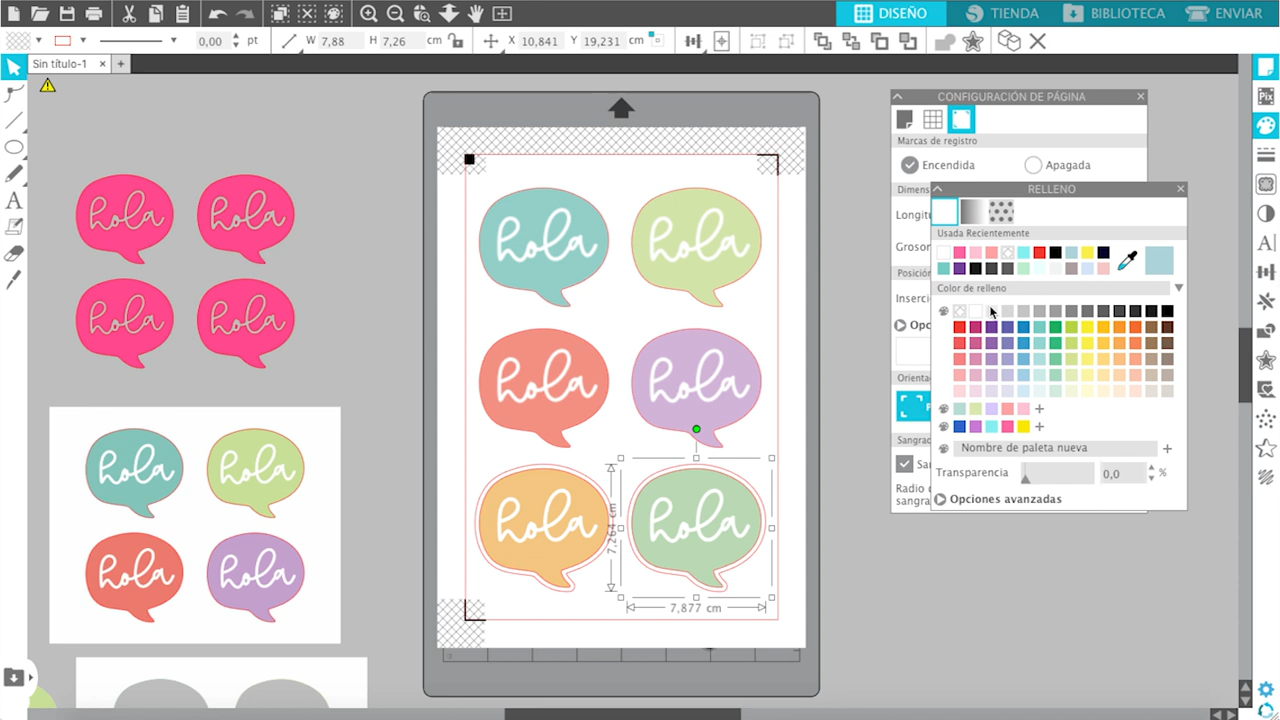 DISEÑO
TIENDA
BIBLIOTECA
ENVIAR
0,00 pt
W 7,88 H 7,26 cm
X 10,841 Y 19,231 cm
Sin título-1
CONFIGURACIÓN DE PÁGINA
Marcas de registro
Encendida
Apagada
Dimens
Longitu
Grosor
Posición
Inserci
Opc
Orienta
Sangrac
Sar
Radio d
sangra
RELLENO
Usada Recientemente
Color de relleno
Nombre de paleta nueva
Transparencia 0,0 %
Opciones avanzadas
hola hola
hola hola
hola hola
hola hola
hola hola
hola hola
hola hola
7,264 cm
7,877 cm
Pix
A
A